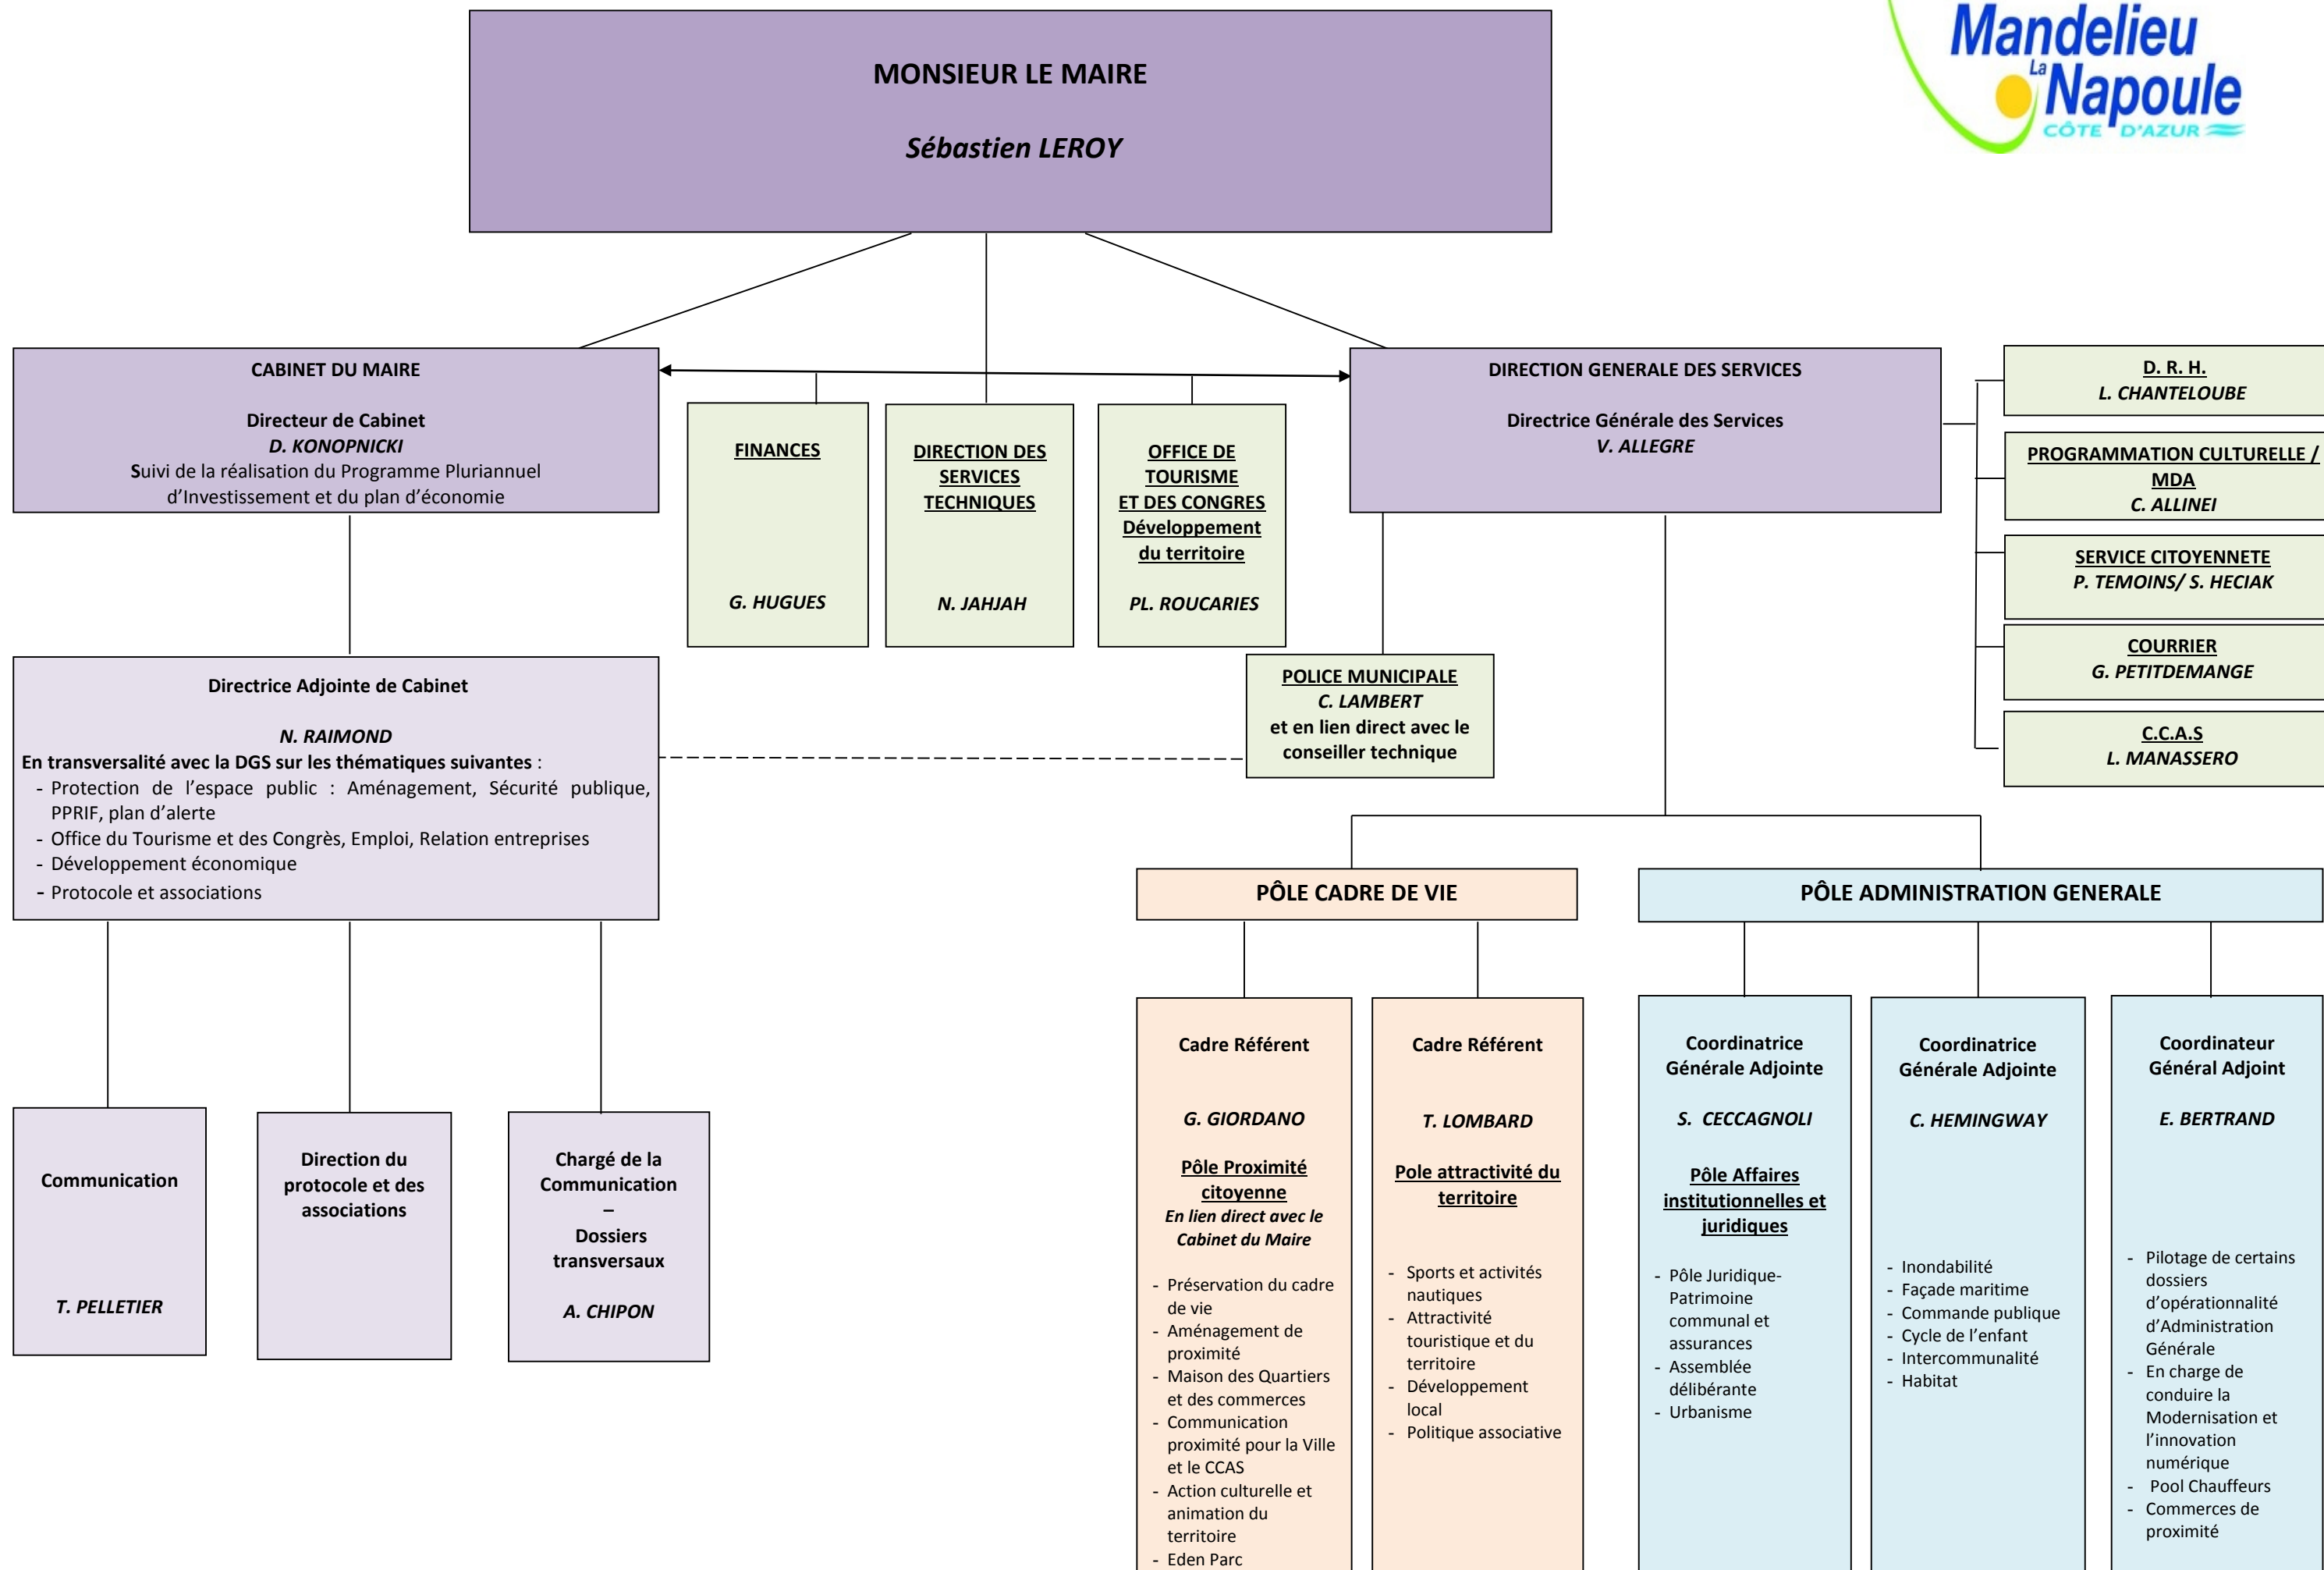 Mandelieu
La
Napoule
CÔTE D'AZUR
MONSIEUR LE MAIRE
Sébastien LEROY
CABINET DU MAIRE
Directeur de Cabinet
D. KONOPNICKI
Suivi de la réalisation du Programme Pluriannuel
d’Investissement et du plan d’économie
FINANCES
G. HUGUES
DIRECTION DES
SERVICES
TECHNIQUES
N. JAHJAH
OFFICE DE
TOURISME
ET DES CONGRES
Développement
du territoire
PL. ROUCARIES
DIRECTION GENERALE DES SERVICES
Directrice Générale des Services
V. ALLEGRE
D. R. H.
L. CHANTELOUBE
PROGRAMMATION CULTURELLE /
MDA
C. ALLINEI
SERVICE CITOYENNETE
P. TEMOINS/ S. HECIAK
COURRIER
G. PETITDEMANGE
C.C.A.S
L. MANASSERO
Directrice Adjointe de Cabinet
N. RAIMOND
En transversalité avec la DGS sur les thématiques suivantes :
- Protection de l’espace public : Aménagement, Sécurité publique,
PPRIF, plan d’alerte
- Office du Tourisme et des Congrès, Emploi, Relation entreprises
- Développement économique
- Protocole et associations
POLICE MUNICIPALE
C. LAMBERT
et en lien direct avec le
conseiller technique
PÔLE CADRE DE VIE
PÔLE ADMINISTRATION GENERALE
Communication
T. PELLETIER
Direction du
protocole et des
associations
Chargé de la
Communication
–
Dossiers
transversaux
A. CHIPON
Cadre Référent
G. GIORDANO
Pôle Proximité
citoyenne
En lien direct avec le
Cabinet du Maire
- Préservation du cadre
de vie
- Aménagement de
proximité
- Maison des Quartiers
et des commerces
- Communication
proximité pour la Ville
et le CCAS
- Action culturelle et
animation du
territoire
- Eden Parc
Cadre Référent
T. LOMBARD
Pole attractivité du
territoire
- Sports et activités
nautiques
- Attractivité
touristique et du
territoire
- Développement
local
- Politique associative
Coordinatrice
Générale Adjointe
S. CECCAGNOLI
Pôle Affaires
institutionnelles et
juridiques
- Pôle Juridique-
Patrimoine
communal et
assurances
- Assemblée
délibérante
- Urbanisme
Coordinatrice
Générale Adjointe
C. HEMINGWAY
- Inondabilité
- Façade maritime
- Commande publique
- Cycle de l’enfant
- Intercommunalité
- Habitat
Coordinateur
Général Adjoint
E. BERTRAND
- Pilotage de certains
dossiers
d’opérationnalité
d’Administration
Générale
- En charge de
conduire la
Modernisation et
l’innovation
numérique
- Pool Chauffeurs
- Commerces de
proximité